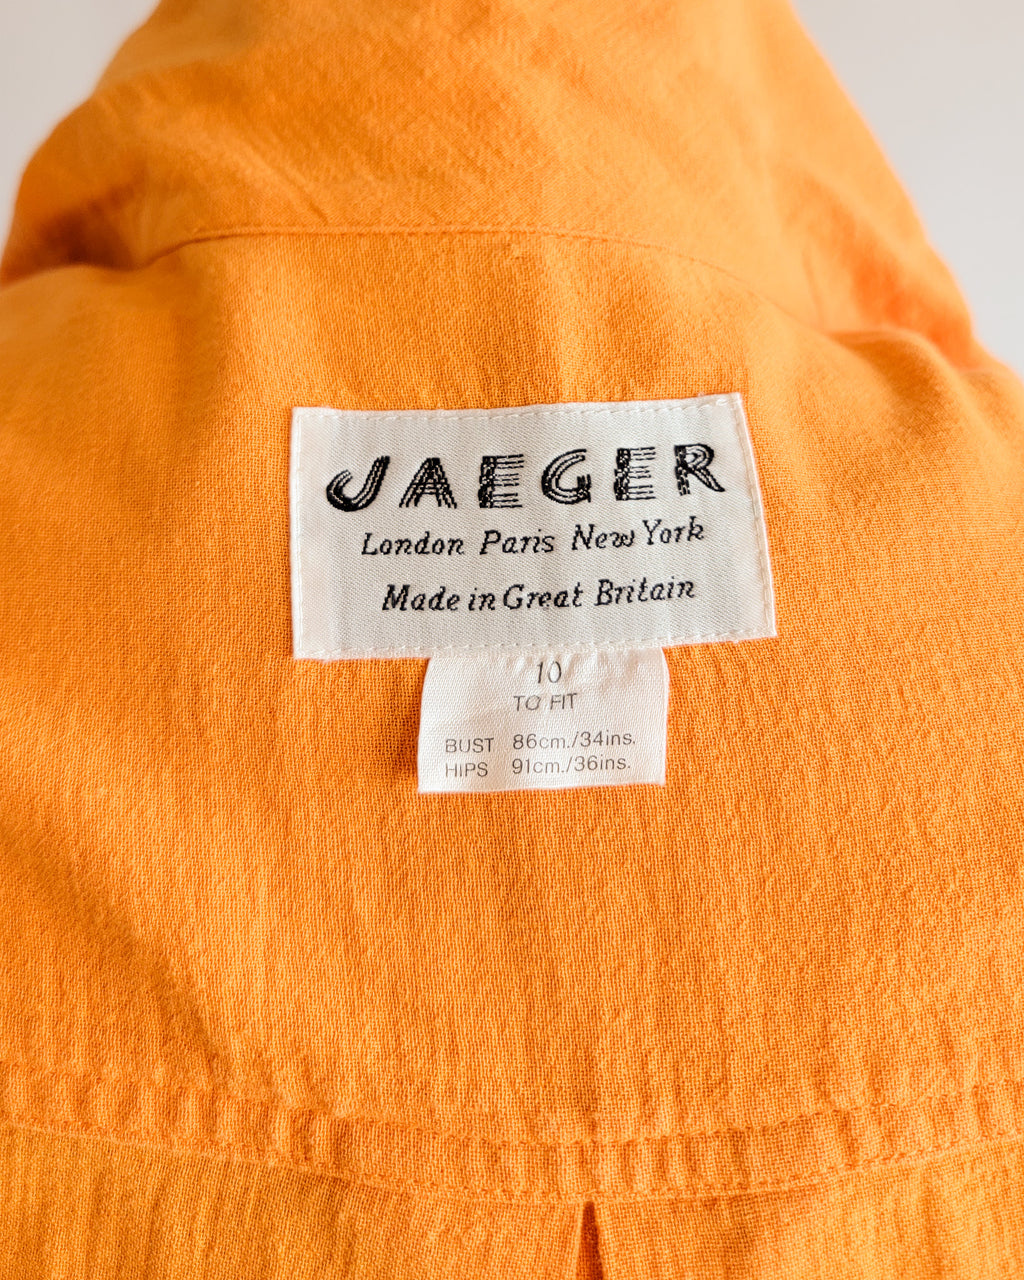 JAEGER
London Paris New York
Made in Great Britain
10
TO FIT
BUST 86cm./34ins.
HIPS 91cm./36ins.